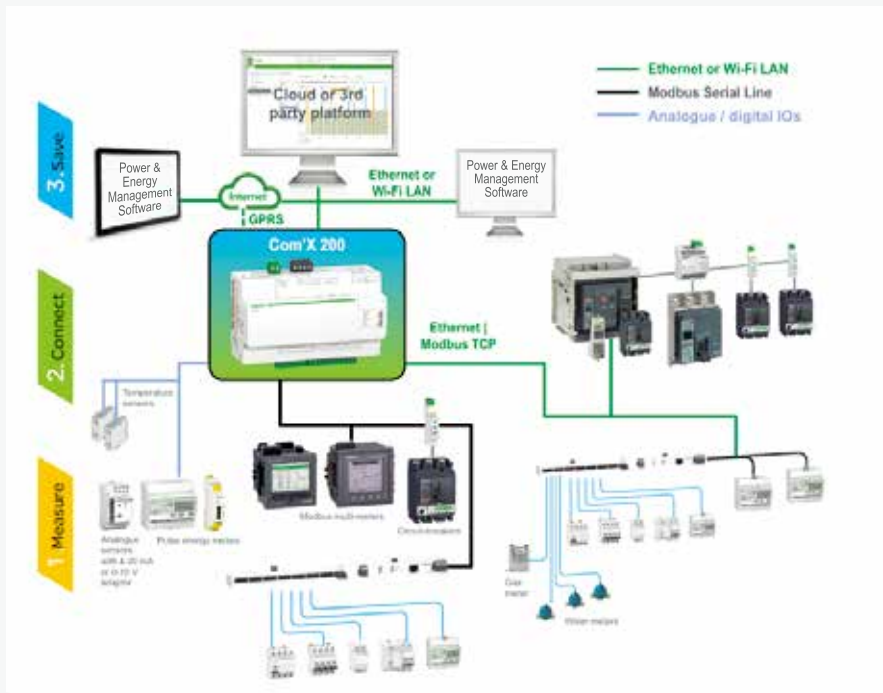 Cloud or 3rd
party platform
Ethernet or Wi-Fi LAN
Modbus Serial Line
Analogue / digital IOs
3. Save
Power &
Energy
Management
Software
Internet
GPRS
Ethernet or
Wi-Fi LAN
Power & Energy
Management
Software
Com'X 200
2. Connect
Ethernet |
Modbus TCP
Temperature
sensors
1 Measure
Analogue
sensors
Pulse energy meters
Modbus multi-meters
Circuit-breakers
Gas
meter
Water meters